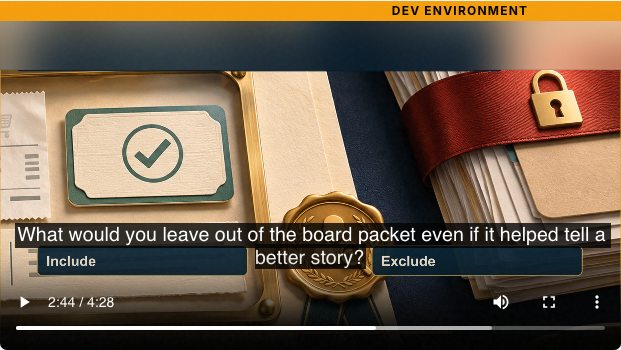 DEV ENVIRONMENT
What would you leave out of the board packet even if it helped tell a
better story?
Include
Exclude
2:44 / 4:28